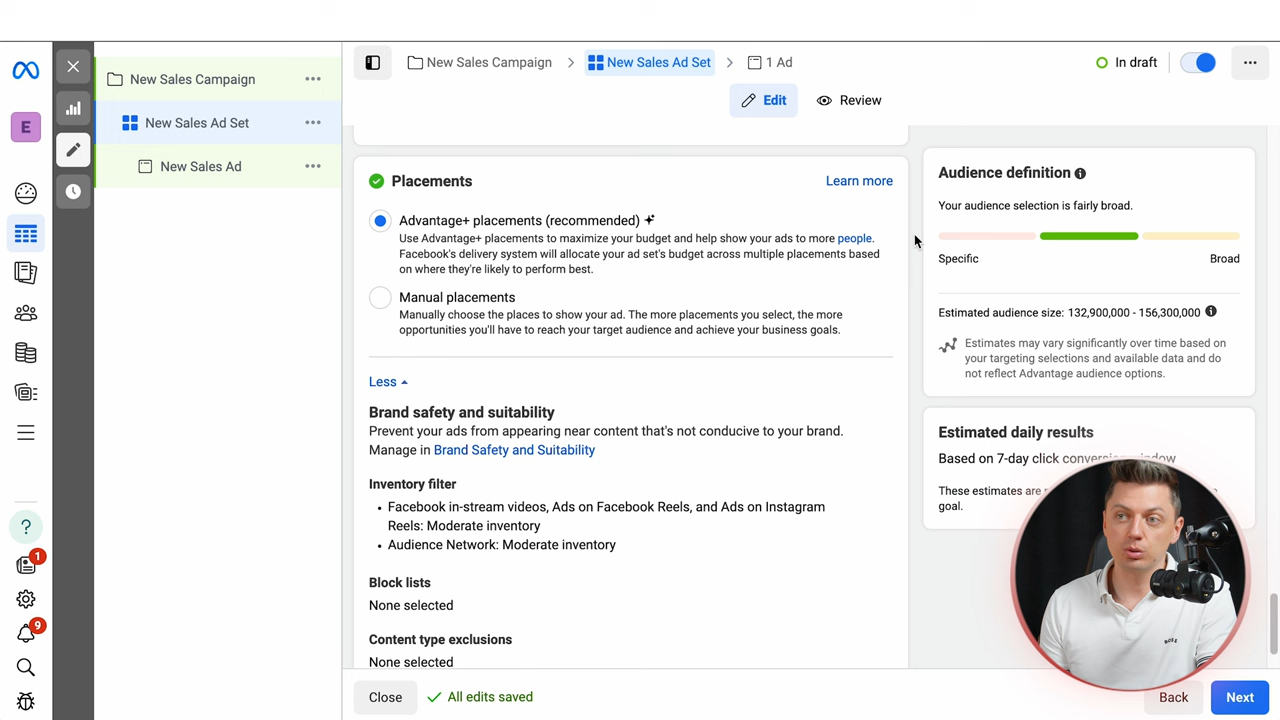 New Sales Campaign
New Sales Ad Set
New Sales Ad
E
1
9
?
New Sales Campaign
New Sales Ad Set
1 Ad
In draft
Edit
Review
Placements
Learn more
Advantage+ placements (recommended)
Use Advantage+ placements to maximize your budget and help show your ads to more people.
Facebook's delivery system will allocate your ad set's budget across multiple placements based
on where they're likely to perform best.
Manual placements
Manually choose the places to show your ad. The more placements you select, the more
opportunities you'll have to reach your target audience and achieve your business goals.
Less
Brand safety and suitability
Prevent your ads from appearing near content that's not conducive to your brand.
Manage in Brand Safety and Suitability
Inventory filter
• Facebook in-stream videos, Ads on Facebook Reels, and Ads on Instagram
Reels: Moderate inventory
• Audience Network: Moderate inventory
Block lists
None selected
Content type exclusions
None selected
Audience definition
Your audience selection is fairly broad.
Specific
Broad
Estimated audience size: 132,900,000 - 156,300,000
Estimates may vary significantly over time based on
your targeting selections and available data and do
not reflect Advantage audience options.
Estimated daily results
Based on 7-day click conversion window
These estimates are
goal.
BOSS
Close
All edits saved
Back
Next